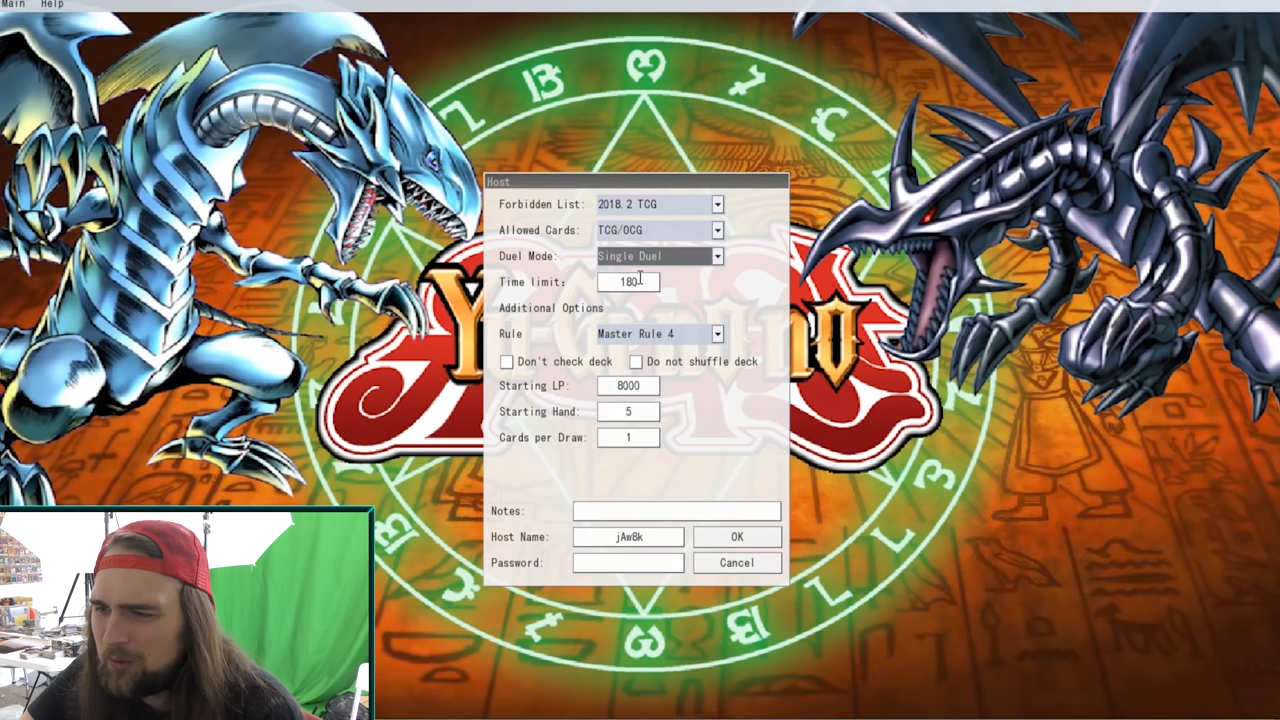 Main Help
Host
Forbidden List: 2018.2 TCG
Allowed Cards: TCG/OCG
Duel Mode: Single Duel
Time limit: 180
Additional Options
Rule Master Rule 4
Don't check deck Do not shuffle deck
Starting LP: 8000
Starting Hand: 5
Cards per Draw: 1
Notes:
Host Name: jAw8k OK
Password: Cancel